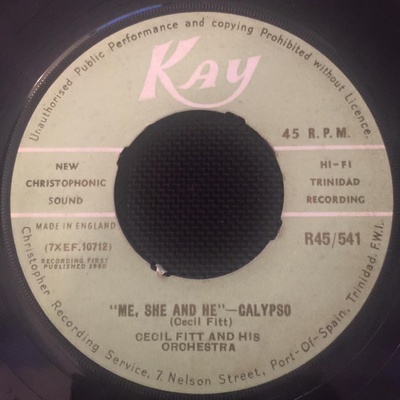 Unauthorised Public Performance and copying Prohibited without Licence.
KAY
45 R.P.M.
NEW
CHRISTOPHONIC
SOUND
HI-FI
TRINIDAD
RECORDING
MADE IN ENGLAND
(7XEF.10712)
RECORDING FIRST
PUBLISHED 1960
R45/541
"ME, SHE AND HE"—CALYPSO
(Cecil Fitt)
CECIL FITT AND HIS
ORCHESTRA
Christopher Recording Service, 7. Nelson Street, Port-Of-Spain, Trinidad, F.W.I.